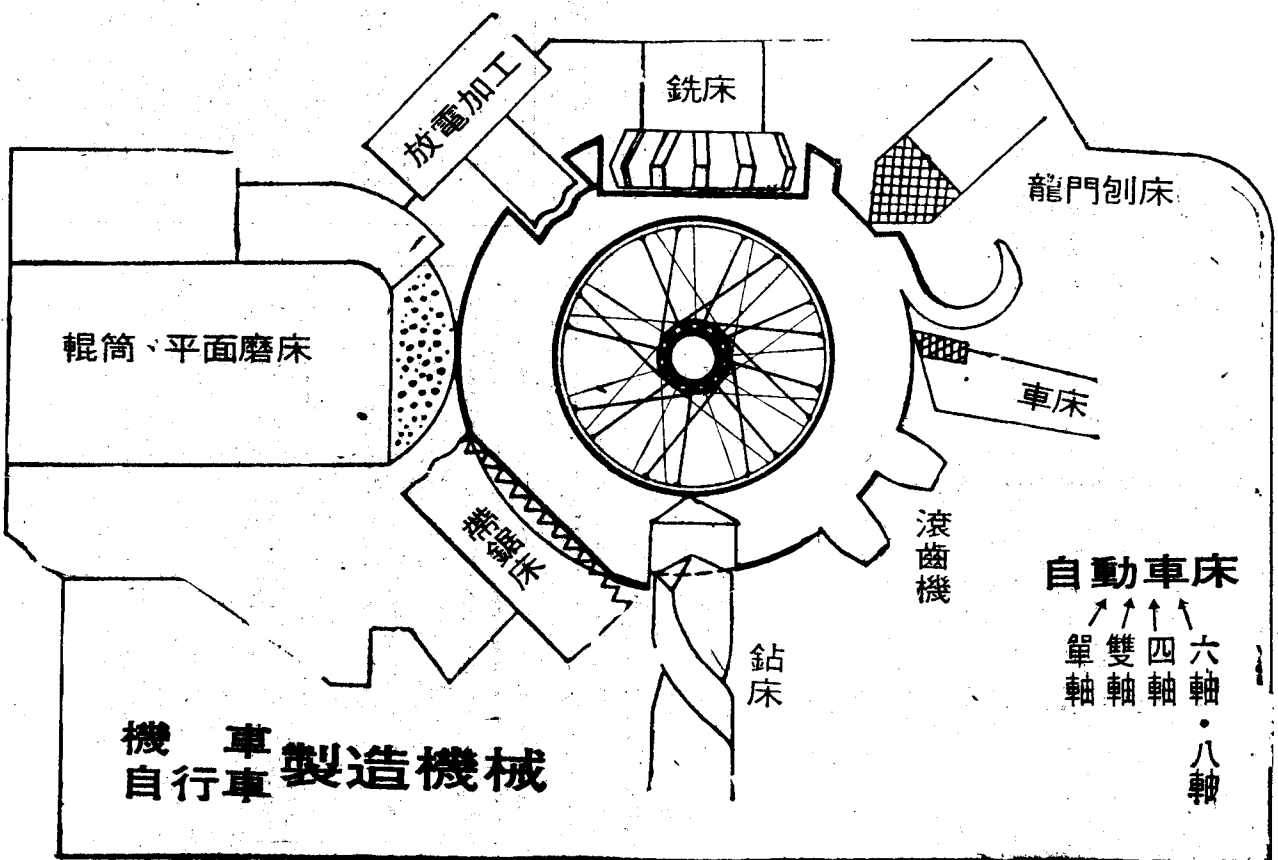 放電加工
銑床
龍門刨床
輥筒、平面磨床
車床
帶鋸床
滾齒機
鉆床
自動車床
單軸
雙軸
四軸
六軸・八軸
機車
自行車
製造機械